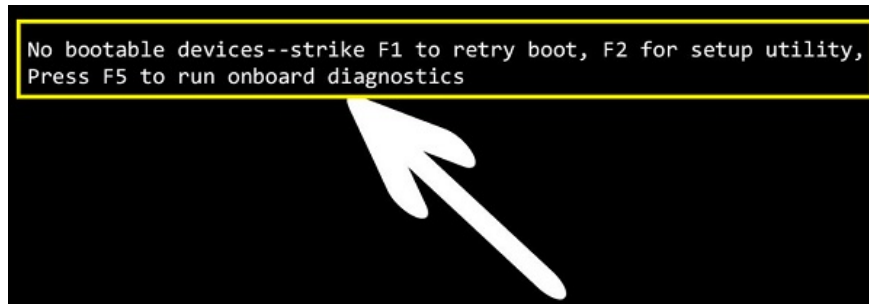 No bootable devices--strike F1 to retry boot, F2 for setup utility,
Press F5 to run onboard diagnostics